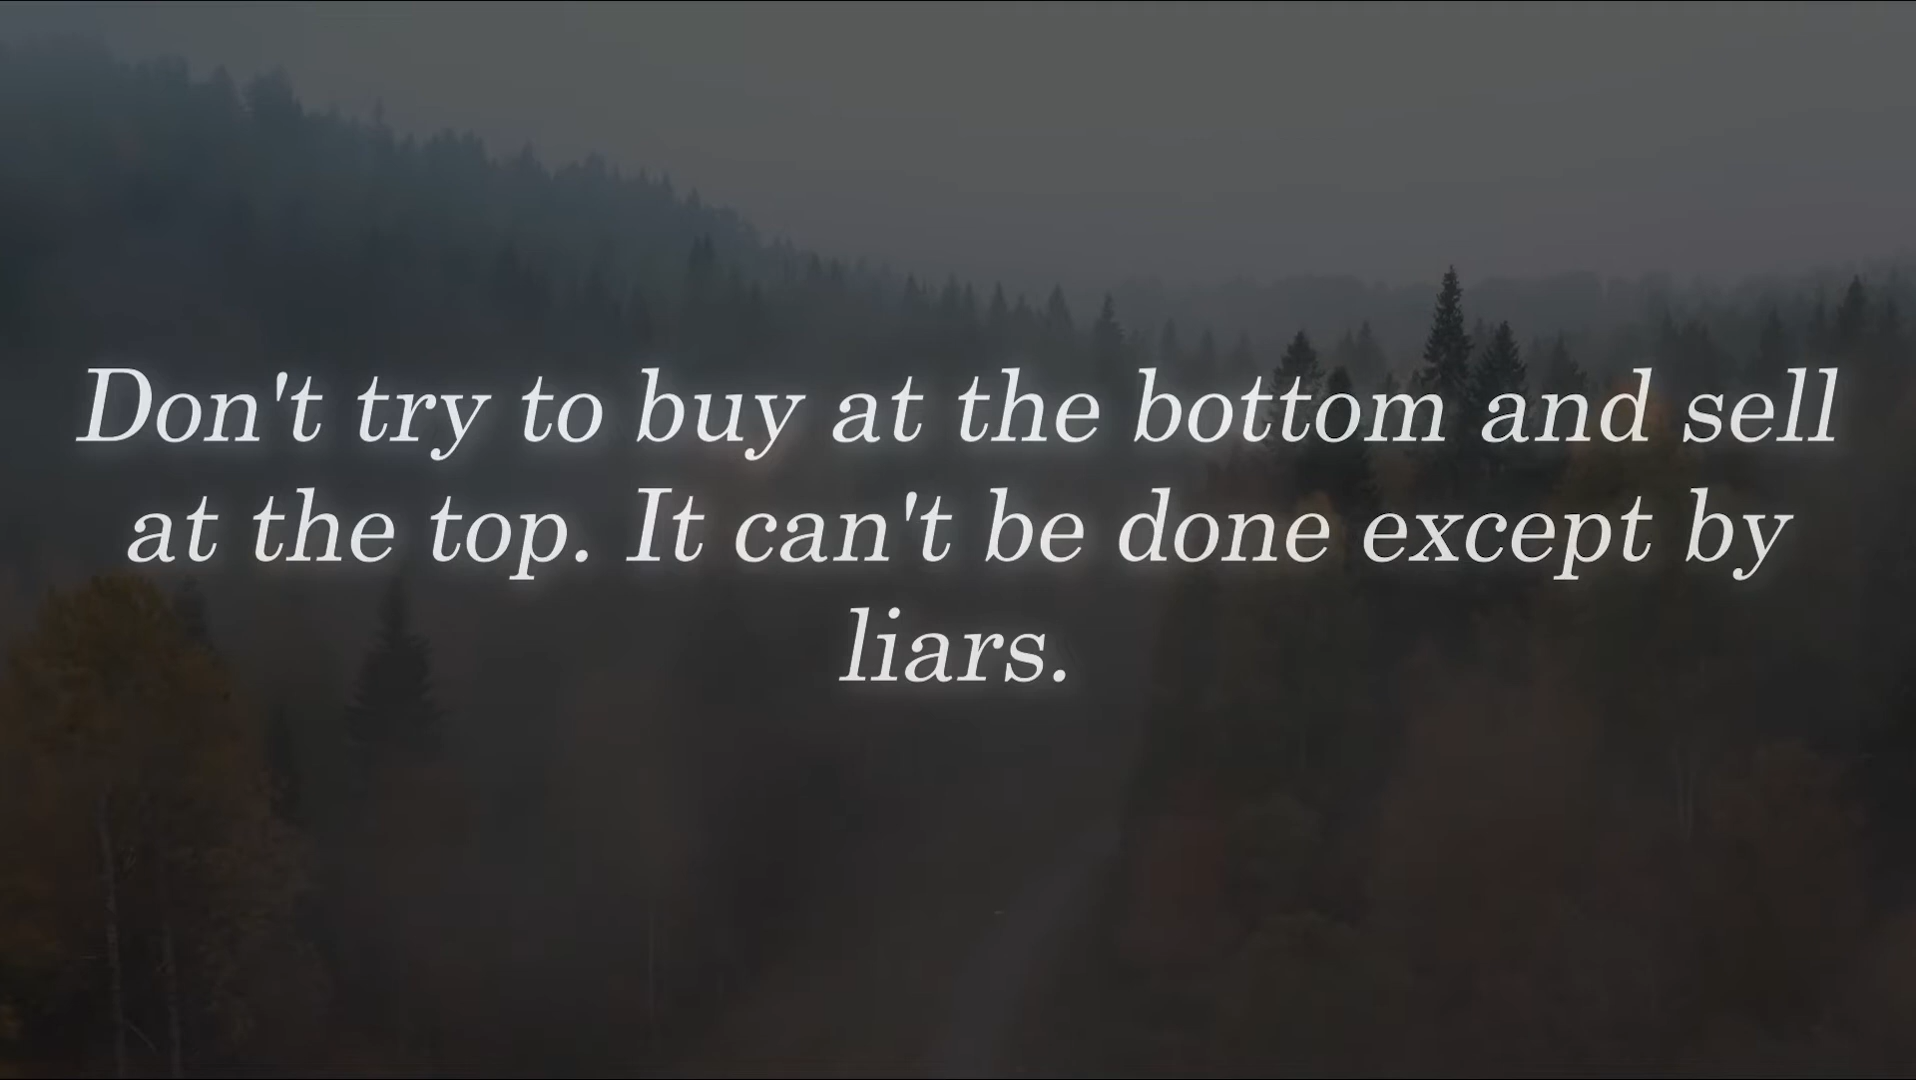 Don't try to buy at the bottom and sell
at the top. It can't be done except by
liars.